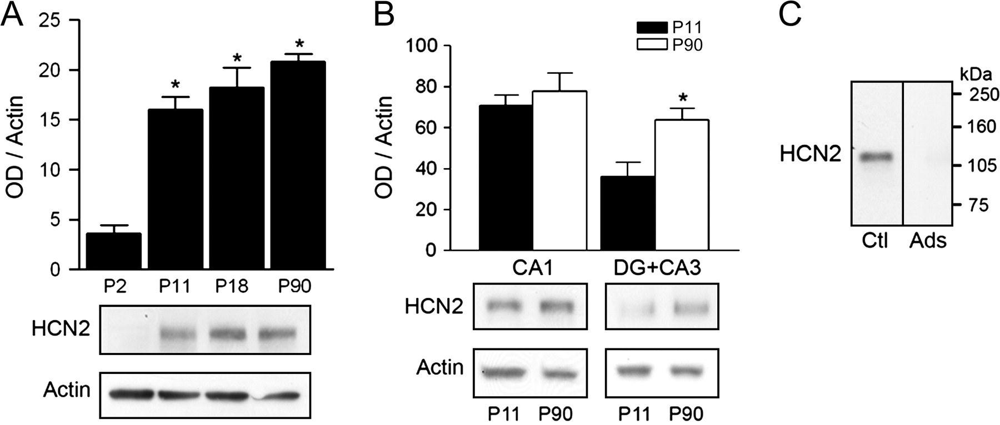 A
25
20
15
10
5
0
OD / Actin
*
*
*
P2 P11 P18 P90
HCN2
Actin
B
P11
P90
100
80
60
40
20
0
OD / Actin
*
CA1 DG+CA3
HCN2
Actin
P11 P90 P11 P90
C
kDa
250
160
HCN2
105
75
Ctl Ads